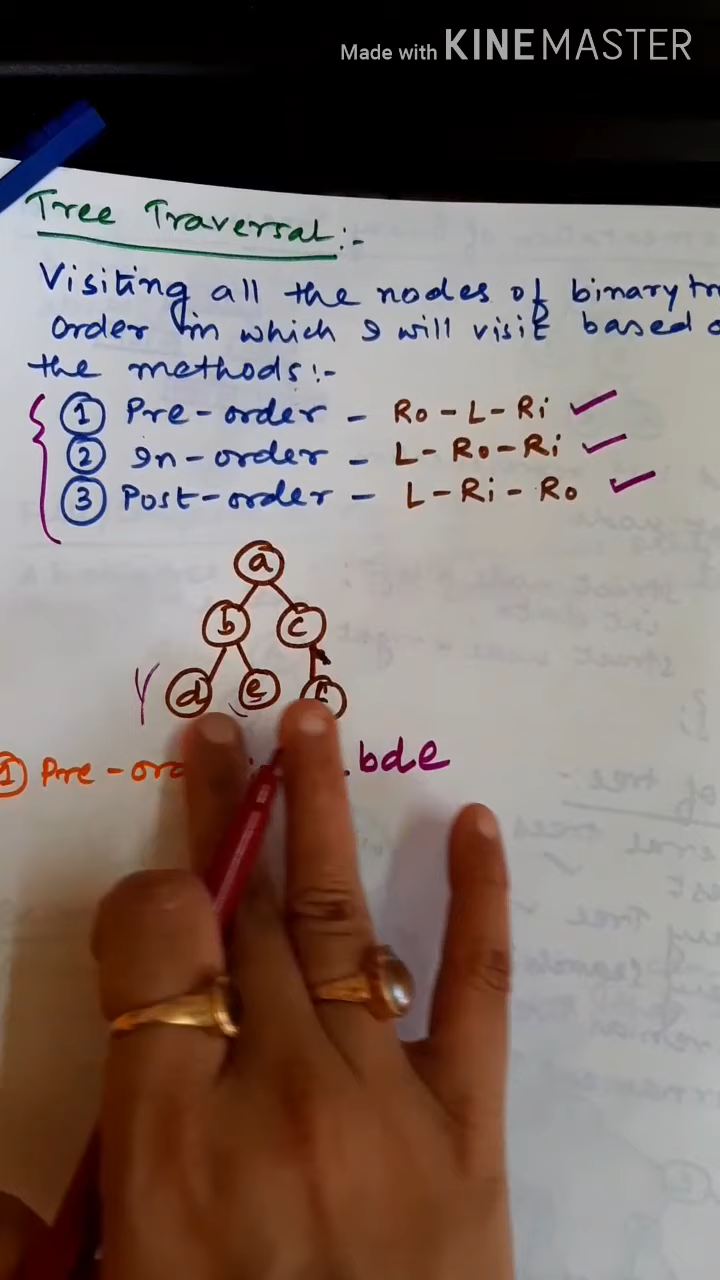 Made with KINEMASTER
Tree Traversal:-
Visiting all the nodes of binary
order in which I will visit based
the methods:-
① Pre-order - Ro - L - Ri ✓
② In-order - L - Ro - Ri ✓
③ Post-order - L - Ri - Ro ✓
a
b c
d e
① Pre- bde